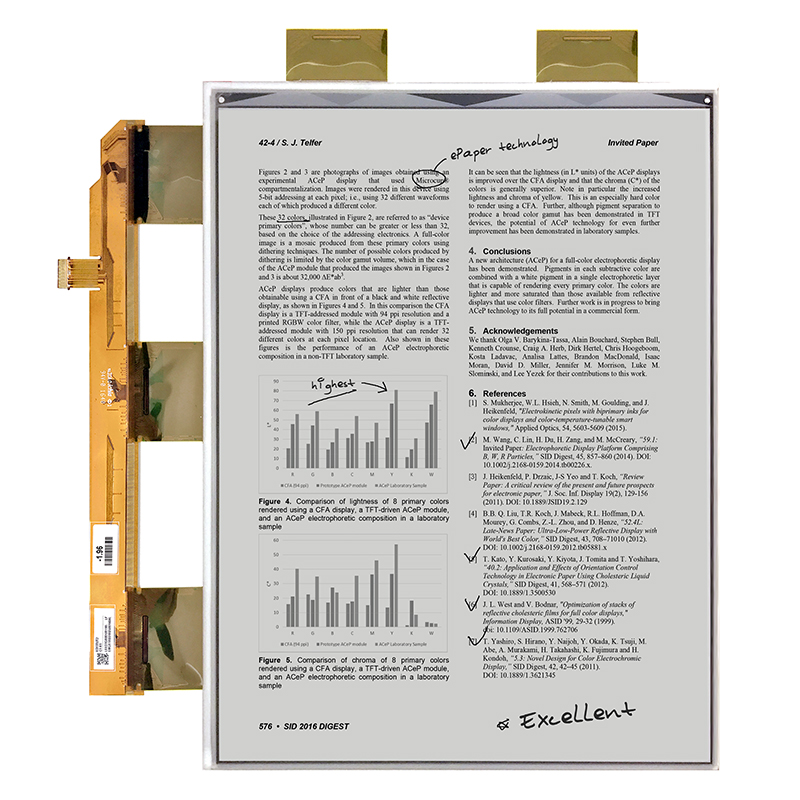 42-4 / S. J. Telfer
Invited Paper
ePaper technology
Figures 2 and 3 are photographs of images obtained using an
experimental ACeP display that used Microcup
compartmentalization. Images were rendered in this device using
5-bit addressing at each pixel; i.e., using 32 different waveforms
each of which produced a different color.
These 32 colors, illustrated in Figure 2, are referred to as "device
primary colors", whose number can be greater or less than 32,
based on the choice of the addressing electronics. A full-color
image is a mosaic produced from these primary colors using
dithering techniques. The number of possible colors produced by
dithering is limited by the color gamut volume, which in the case
of the ACeP module that produced the images shown in Figures 2
and 3 is about 32,000 ΔE*ab³.
ACeP displays produce colors that are lighter than those
obtainable using a CFA in front of a black and white reflective
display, as shown in Figures 4 and 5. In this comparison the CFA
display is a TFT-addressed module with 94 ppi resolution and a
printed RGBW color filter, while the ACeP display is a TFT-
addressed module with 150 ppi resolution that can render 32
different colors at each pixel location. Also shown in these
figures is the performance of an ACeP electrophoretic
composition in a non-TFT laboratory sample.
highest
90
80
70
60
50
40
30
20
10
0
L*
R G B C M Y K W
CFA (94 ppi) Prototype ACeP module ACeP Laboratory Sample
Figure 4. Comparison of lightness of 8 primary colors
rendered using a CFA display, a TFT-driven ACeP module,
and an ACeP electrophoretic composition in a laboratory
sample
60
50
40
30
20
10
0
C*
R G B C M Y K W
CFA (94 ppi) Prototype ACeP module ACeP Laboratory Sample
Figure 5. Comparison of chroma of 8 primary colors
rendered using a CFA display, a TFT-driven ACeP module,
and an ACeP electrophoretic composition in a laboratory
sample
576 • SID 2016 DIGEST
It can be seen that the lightness (in L* units) of the ACeP displays
is improved over the CFA display and that the chroma (C*) of the
colors is generally superior. Note in particular the increased
lightness and chroma of yellow. This is an especially hard color
to render using a CFA. Further, although pigment separation to
produce a broad color gamut has been demonstrated in TFT
devices, the potential of ACeP technology for even further
improvement has been demonstrated in laboratory samples.
4. Conclusions
A new architecture (ACeP) for a full-color electrophoretic display
has been demonstrated. Pigments in each subtractive color are
combined with a white pigment in a single electrophoretic layer
that is capable of rendering every primary color. The colors are
lighter and more saturated than those available from reflective
displays that use color filters. Further work is in progress to bring
ACeP technology to its full potential in a commercial form.
5. Acknowledgements
We thank Olga V. Barykina-Tassa, Alain Bouchard, Stephen Bull,
Kenneth Crounse, Craig A. Herb, Dirk Hertel, Chris Hoogeboom,
Kosta Ladavac, Analisa Lattes, Brandon MacDonald, Isaac
Moran, David D. Miller, Jennifer M. Morrison, Luke M.
Slominski, and Lee Yezek for their contributions to this work.
6. References
[1] S. Mukherjee, W.L. Hsieh, N. Smith, M. Goulding, and J.
Heikenfeld, "Electrokinetic pixels with biprimary inks for
color displays and color-temperature-tunable smart
windows," Applied Optics, 54, 5603-5609 (2015).
[2] M. Wang, C. Lin, H. Du, H. Zang, and M. McCreary, "59.1:
Invited Paper: Electrophoretic Display Platform Comprising
B, W, R Particles," SID Digest, 45, 857–860 (2014). DOI:
10.1002/j.2168-0159.2014.tb00226.x.
[3] J. Heikenfeld, P. Drzaic, J-S Yeo and T. Koch, "Review
Paper: A critical review of the present and future prospects
for electronic paper," J. Soc. Inf. Display 19(2), 129-156
(2011). DOI: 10.1889/JSID19.2.129
[4] B.B. Q. Liu, T.R. Koch, J. Mabeck, R.L. Hoffman, D.A.
Mourey, G. Combs, Z.-L. Zhou, and D. Henze, "52.4L:
Late-News Paper: Ultra-Low-Power Reflective Display with
World's Best Color," SID Digest, 43, 708–71010 (2012).
DOI: 10.1002/j.2168-0159.2012.tb05881.x
T. Kato, Y. Kurosaki, Y. Kiyota, J. Tomita and T. Yoshihara,
"40.2: Application and Effects of Orientation Control
Technology in Electronic Paper Using Cholesteric Liquid
Crystals," SID Digest, 41, 568–571 (2012).
DOI: 10.1889/1.3500530
J. L. West and V. Bodnar, "Optimization of stacks of
reflective cholesteric films for full color displays,"
Information Display, ASID '99, 29-32 (1999).
doi: 10.1109/ASID.1999.762706
T. Yashiro, S. Hirano, Y. Naijoh, Y. Okada, K. Tsuji, M.
Abe, A. Murakami, H. Takahashi, K. Fujimura and H.
Kendoh, "5.3: Novel Design for Color Electrochromic
Display," SID Digest, 42, 42–45 (2011).
DOI: 10.1889/1.3621345
Excellent
-1.96